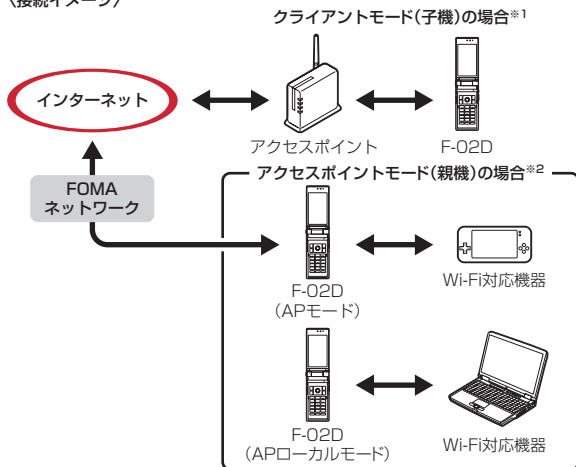 〈接続イメージ〉
クライアントモード(子機)の場合※1
インターネット
アクセスポイント
F-02D
アクセスポイントモード(親機)の場合※2
FOMA
ネットワーク
F-02D
(APモード)
Wi-Fi対応機器
F-02D
(APローカルモード)
Wi-Fi対応機器